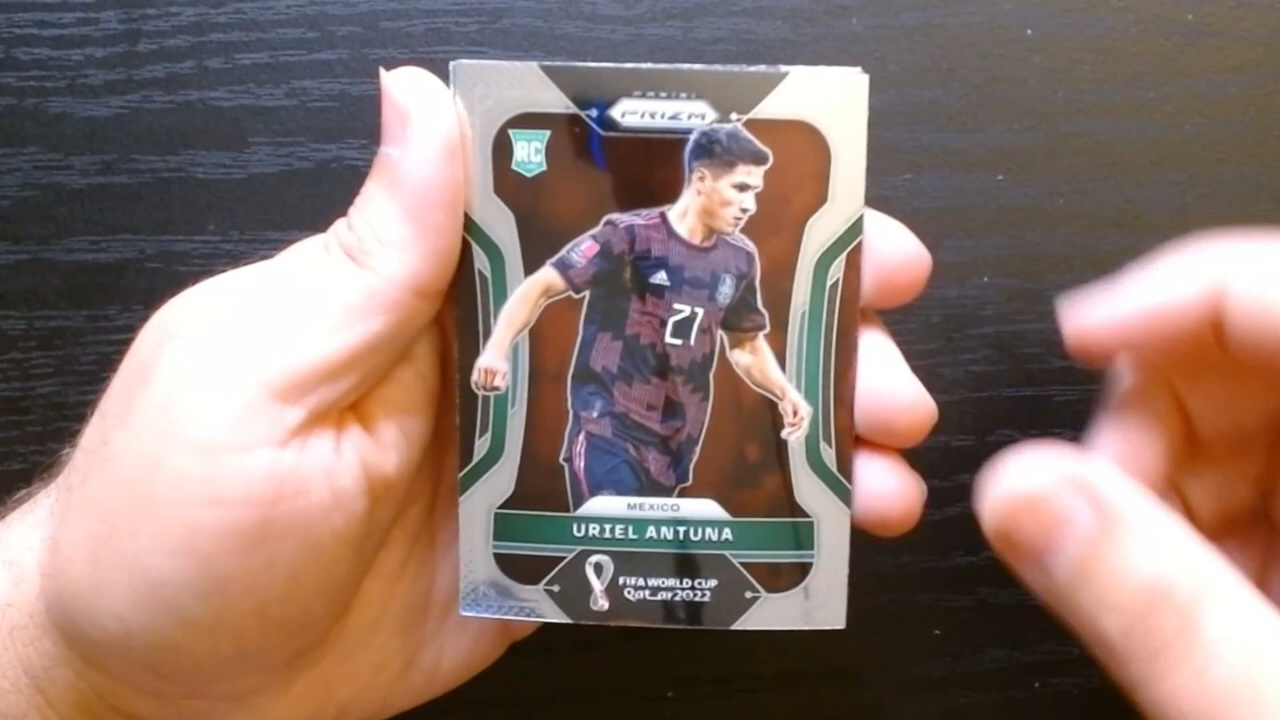 PANINI
PRIZM
RC
21
MEXICO
URIEL ANTUNA
FIFA WORLD CUP
Qatar2022